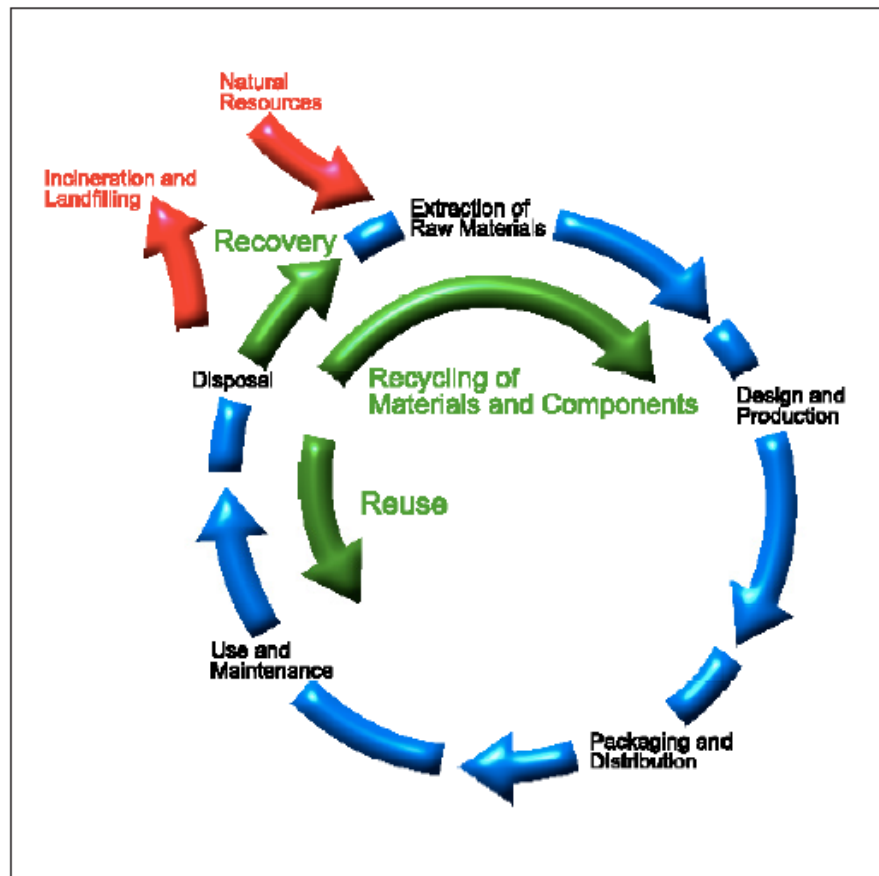 Natural
Resources
Incineration and
Landfilling
Extraction of
Raw Materials
Recovery
Disposal
Recycling of
Materials and Components
Design and
Production
Reuse
Use and
Maintenance
Packaging and
Distribution